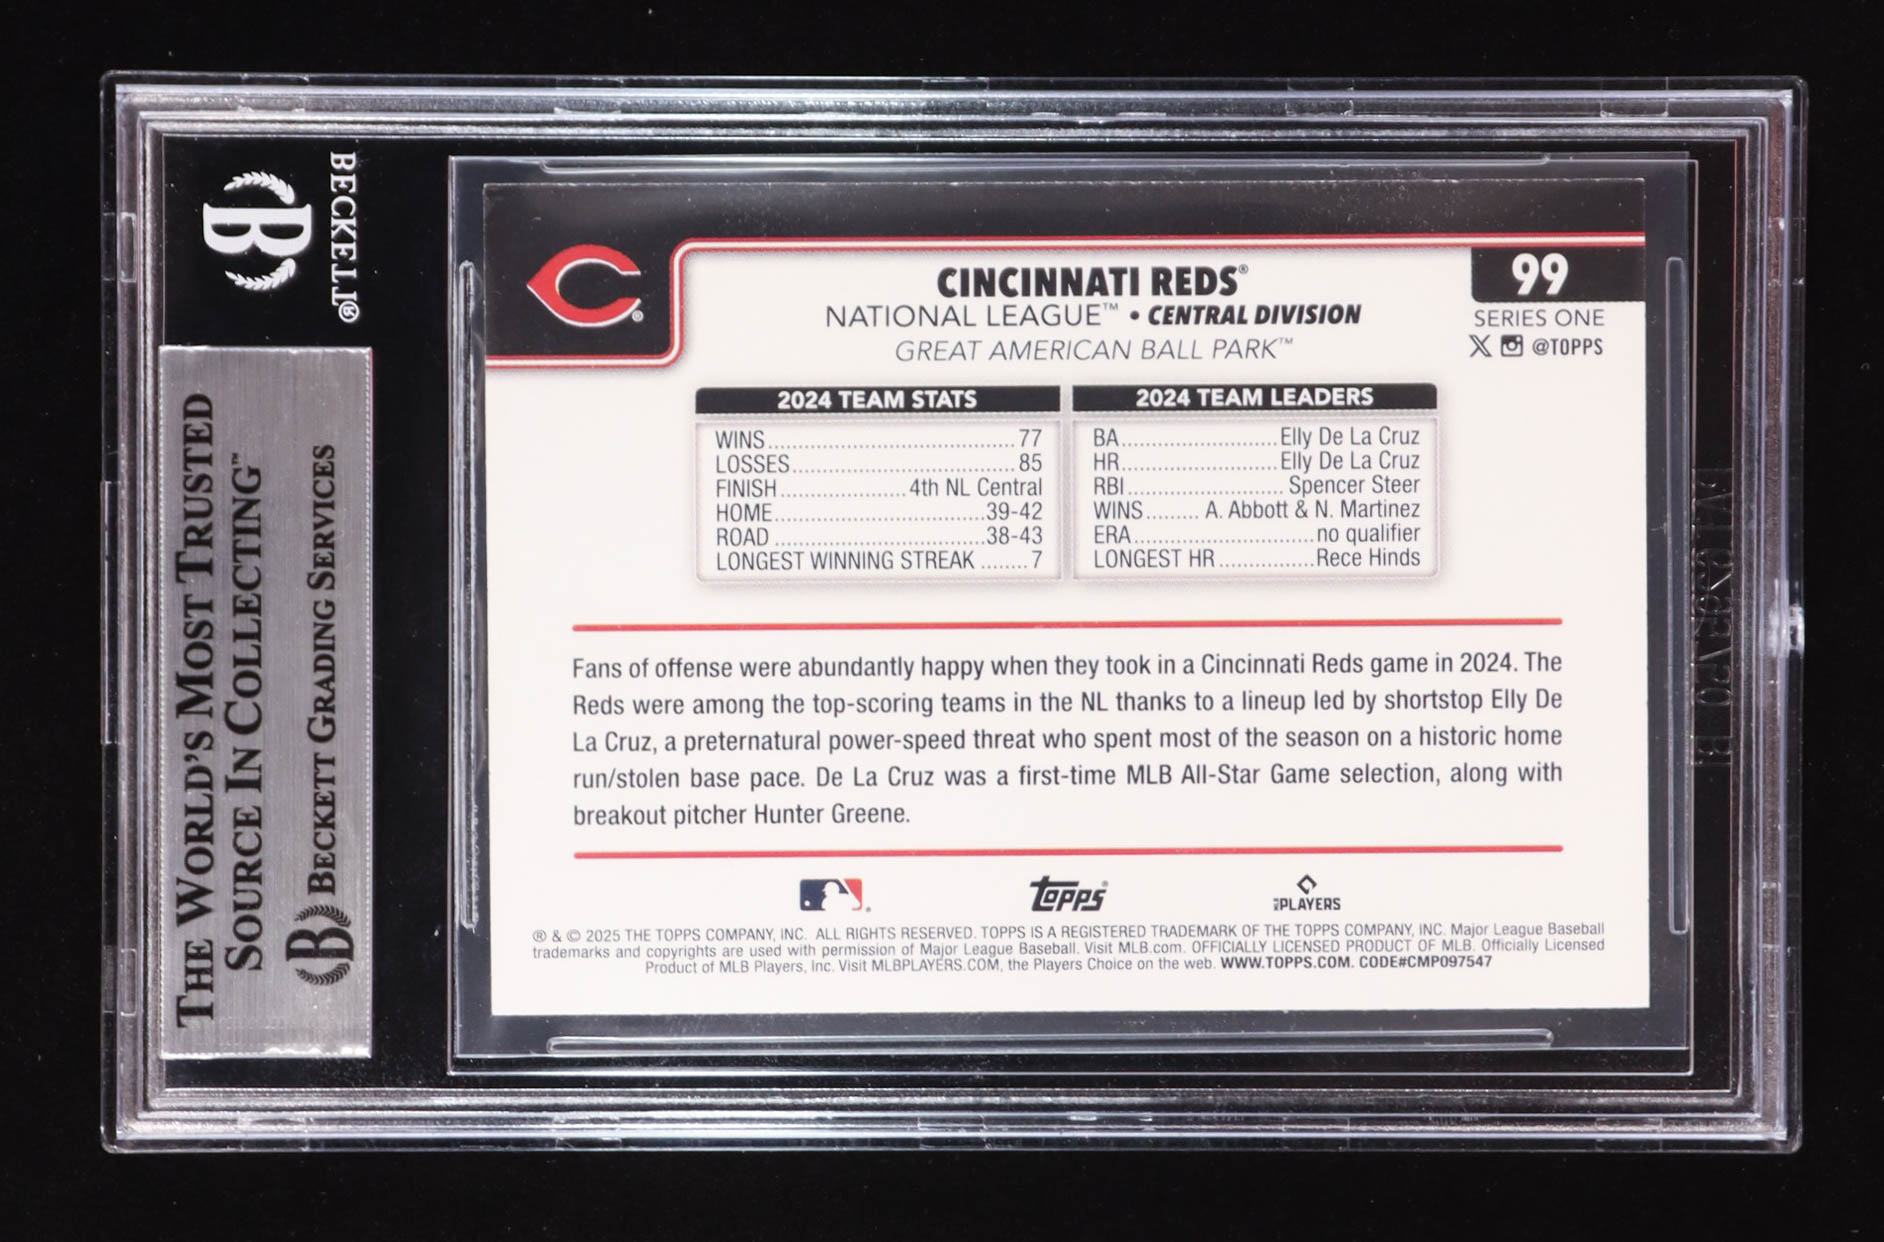 BECKETT®
B
THE WORLD'S MOST TRUSTED
SOURCE IN COLLECTING™
B BECKETT GRADING SERVICES
CINCINNATI REDS®
NATIONAL LEAGUE™ • CENTRAL DIVISION
GREAT AMERICAN BALL PARK™
99
SERIES ONE
@TOPPS
2024 TEAM STATS
WINS 77
LOSSES 85
FINISH 4th NL Central
HOME 39-42
ROAD 38-43
LONGEST WINNING STREAK 7
2024 TEAM LEADERS
BA Elly De La Cruz
HR Elly De La Cruz
RBI Spencer Steer
WINS A. Abbott & N. Martinez
ERA no qualifier
LONGEST HR Rece Hinds
Fans of offense were abundantly happy when they took in a Cincinnati Reds game in 2024. The
Reds were among the top-scoring teams in the NL thanks to a lineup led by shortstop Elly De
La Cruz, a preternatural power-speed threat who spent most of the season on a historic home
run/stolen base pace. De La Cruz was a first-time MLB All-Star Game selection, along with
breakout pitcher Hunter Greene.
Topps®
PLAYERS
® & © 2025 THE TOPPS COMPANY, INC. ALL RIGHTS RESERVED. TOPPS IS A REGISTERED TRADEMARK OF THE TOPPS COMPANY, INC. Major League Baseball
trademarks and copyrights are used with permission of Major League Baseball. Visit MLB.com. OFFICIALLY LICENSED PRODUCT OF MLB. Officially Licensed
Product of MLB Players, Inc. Visit MLBPLAYERS.COM, the Players Choice on the web. WWW.TOPPS.COM. CODE#CMP097547